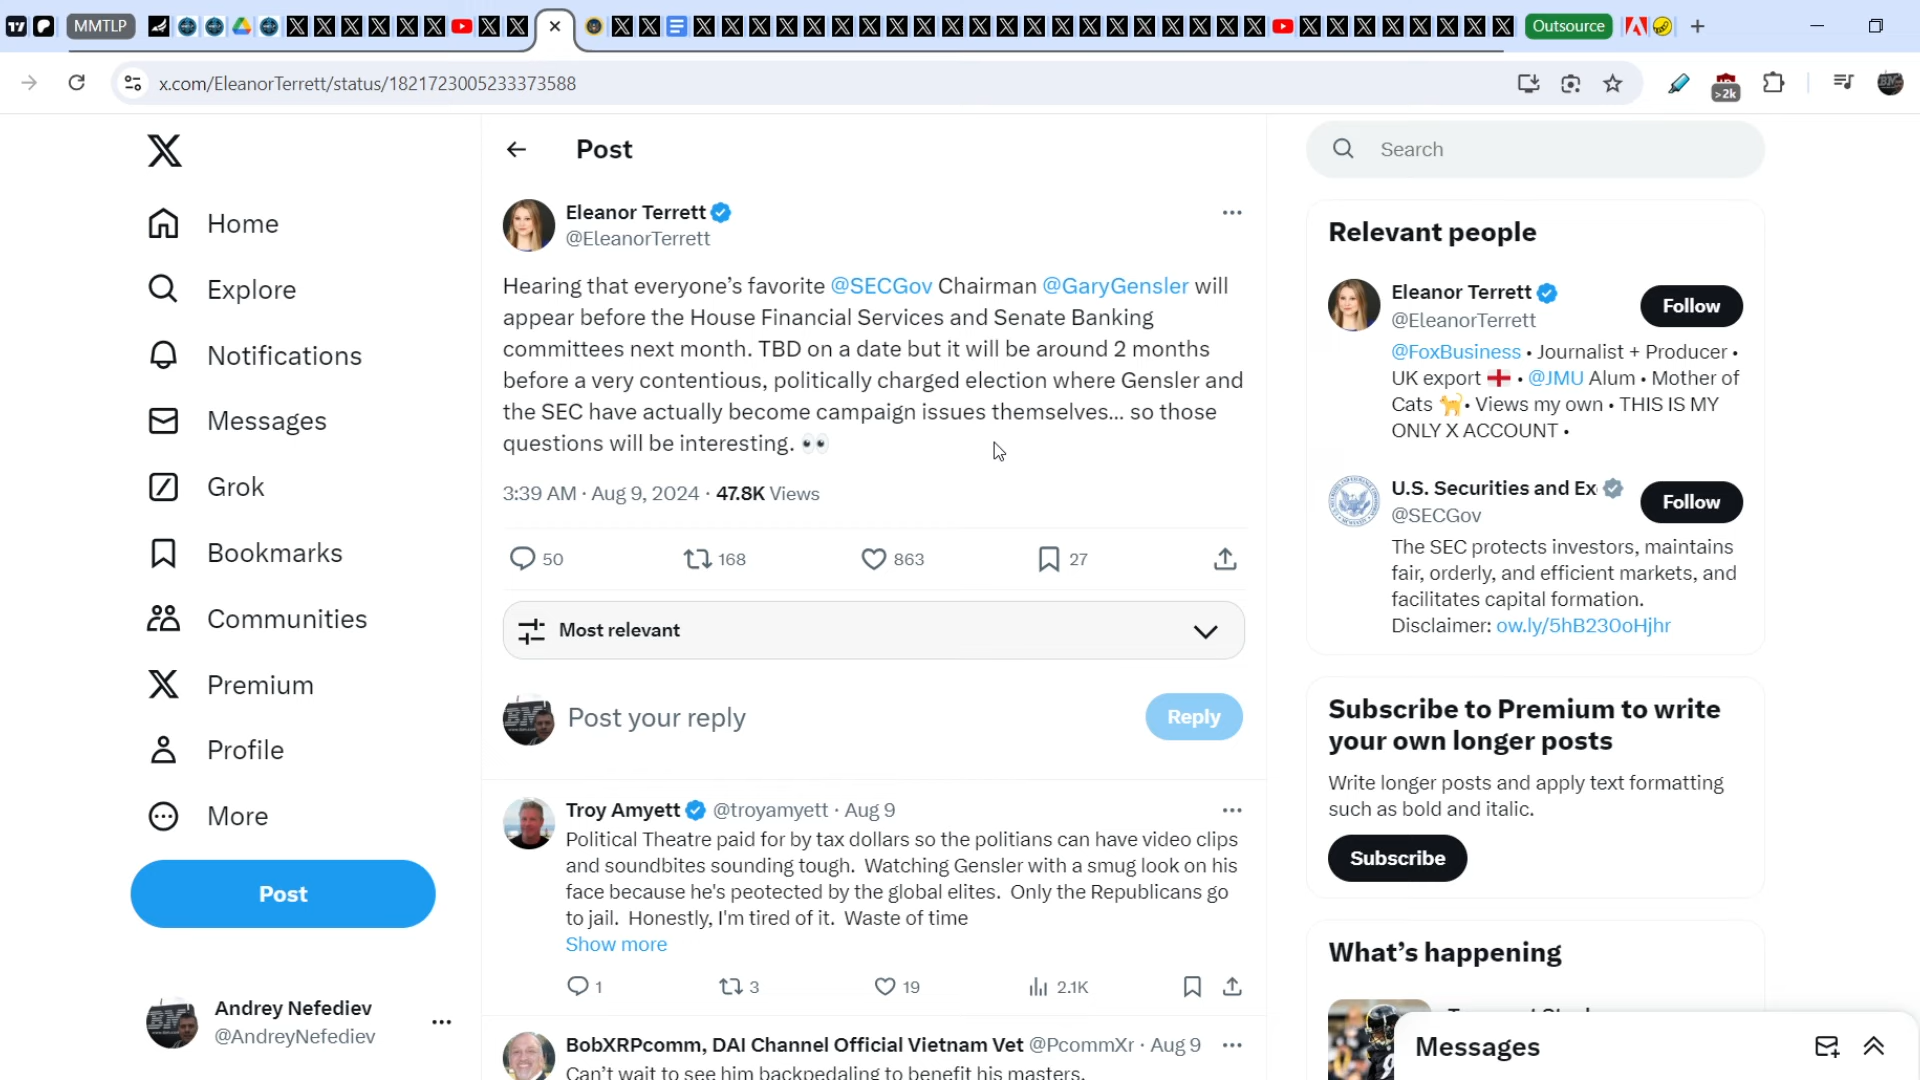 MMTLP
Outsource
x.com/EleanorTerrett/status/1821723005233373588
>2k
Post
Search
Home
Explore
Notifications
Messages
Grok
Bookmarks
Communities
Premium
Profile
More
Post
Andrey Nefediev
@AndreyNefediev
Eleanor Terrett
@EleanorTerrett
Hearing that everyone’s favorite @SECGov Chairman @GaryGensler will
appear before the House Financial Services and Senate Banking
committees next month. TBD on a date but it will be around 2 months
before a very contentious, politically charged election where Gensler and
the SEC have actually become campaign issues themselves… so those
questions will be interesting. 👀
3:39 AM · Aug 9, 2024 · 47.8K Views
50 168 863 27
Most relevant
Post your reply
Reply
Troy Amyett @troyamyett · Aug 9
Political Theatre paid for by tax dollars so the politians can have video clips
and soundbites sounding tough. Watching Gensler with a smug look on his
face because he's peotected by the global elites. Only the Republicans go
to jail. Honestly, I'm tired of it. Waste of time
Show more
1 3 19 2.1K
BobXRPcomm, DAI Channel Official Vietnam Vet @PcommXr · Aug 9
Can’t wait to see him backpedaling to benefit his masters.
Relevant people
Eleanor Terrett
@EleanorTerrett
Follow
@FoxBusiness • Journalist + Producer •
UK export 🏴󠁧󠁢󠁥󠁮󠁧󠁿 • @JMU Alum • Mother of
Cats 🐈 • Views my own • THIS IS MY
ONLY X ACCOUNT •
U.S. Securities and Ex
@SECGov
Follow
The SEC protects investors, maintains
fair, orderly, and efficient markets, and
facilitates capital formation.
Disclaimer: ow.ly/5hB230oHjhr
Subscribe to Premium to write
your own longer posts
Write longer posts and apply text formatting
such as bold and italic.
Subscribe
What’s happening
Messages